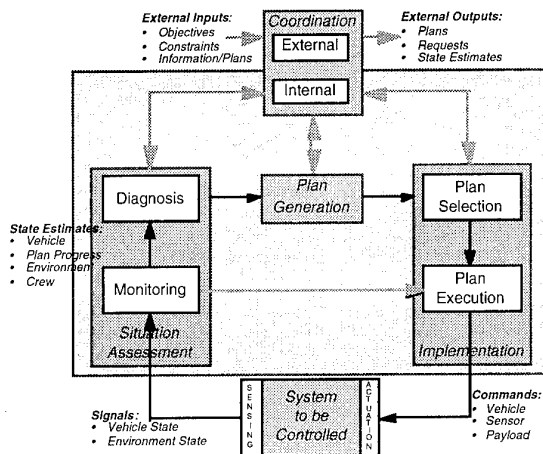 External Inputs:
• Objectives
• Constraints
• Information/Plans
Coordination
External
Internal
External Outputs:
• Plans
• Requests
• State Estimates
Diagnosis
Monitoring
Situation
Assessment
Plan
Generation
Plan
Selection
Plan
Execution
Implementation
State Estimates:
• Vehicle
• Plan Progress
• Environment
• Crew
SENSING
System
to be
Controlled
ACTUATION
Signals:
• Vehicle State
• Environment State
Commands:
• Vehicle
• Sensor
• Payload